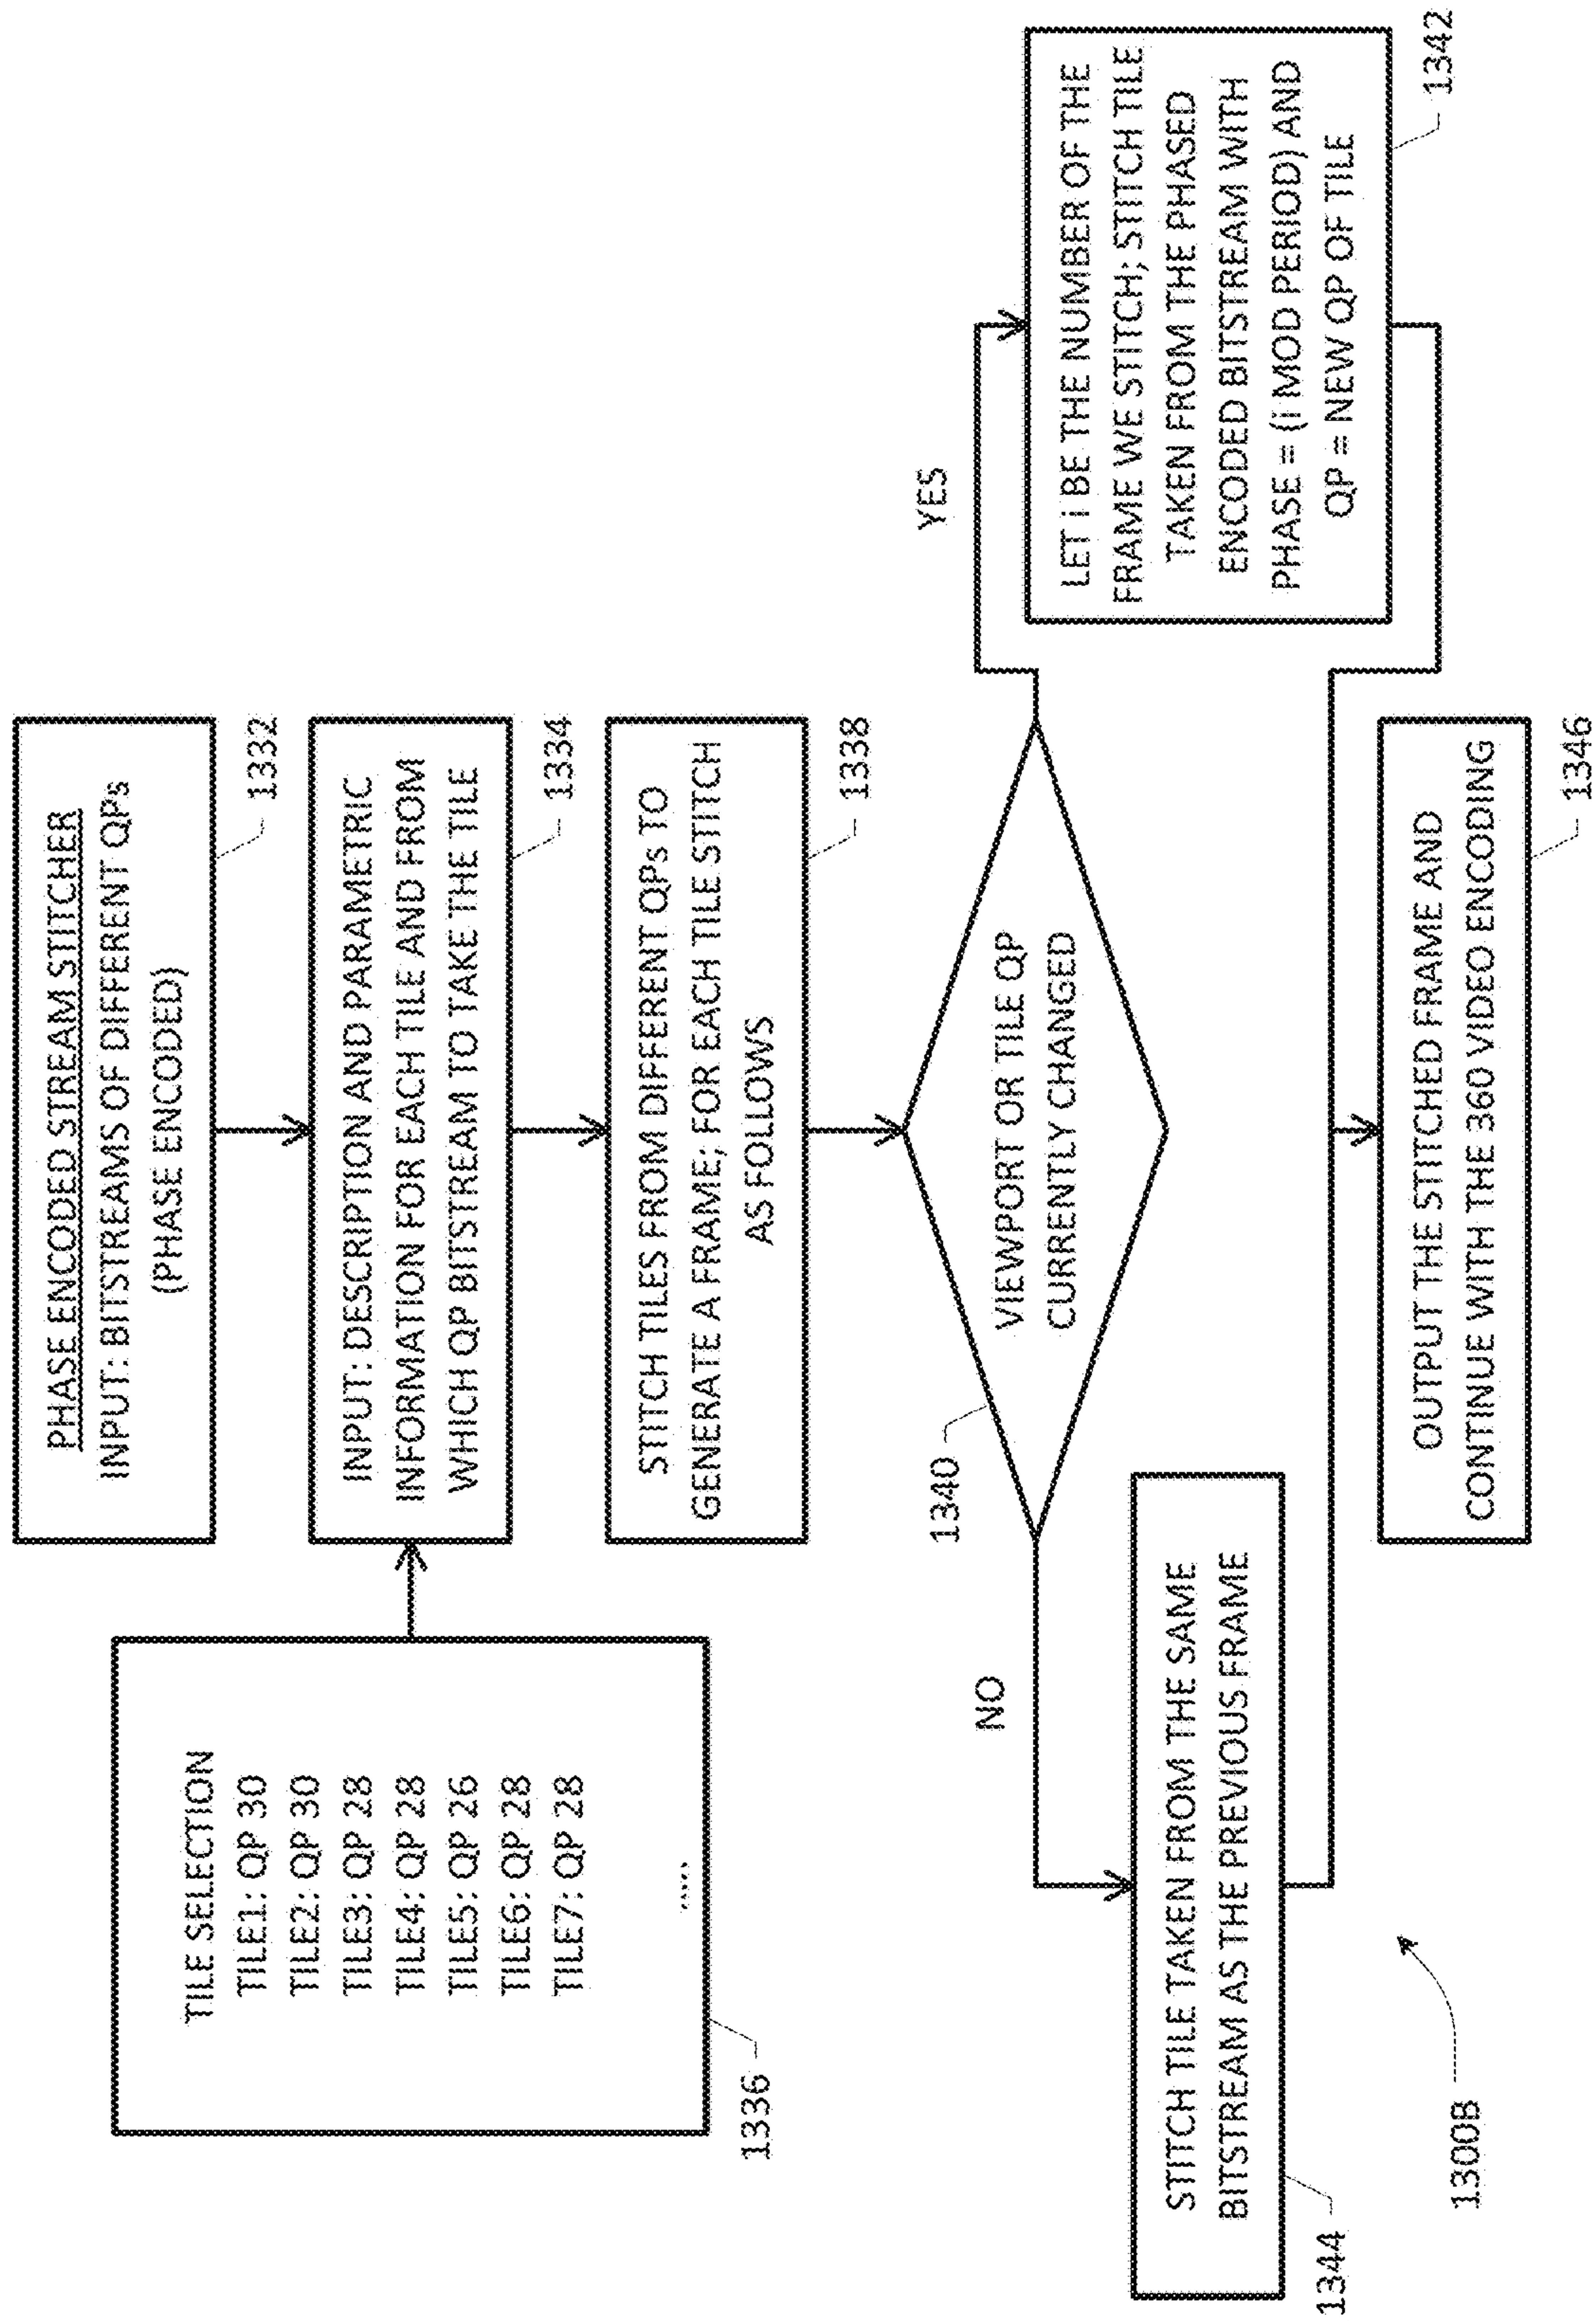 PHASE ENCODED STREAM STITCHER
INPUT: BITSTREAMS OF DIFFERENT QPs
(PHASE ENCODED)
1332
TILE SELECTION
TILE1: QP 30
TILE2: QP 30
TILE3: QP 28
TILE4: QP 28
TILE5: QP 26
TILE6: QP 28
TILE7: QP 28
.....
1336
INPUT: DESCRIPTION AND PARAMETRIC
INFORMATION FOR EACH TILE AND FROM
WHICH QP BITSTREAM TO TAKE THE TILE
1334
STITCH TILES FROM DIFFERENT QPs TO
GENERATE A FRAME; FOR EACH TILE STITCH
AS FOLLOWS
1338
1340
VIEWPORT OR TILE QP
CURRENTLY CHANGED
NO
YES
STITCH TILE TAKEN FROM THE SAME
BITSTREAM AS THE PREVIOUS FRAME
1344
LET i BE THE NUMBER OF THE
FRAME WE STITCH; STITCH TILE
TAKEN FROM THE PHASED
ENCODED BITSTREAM WITH
PHASE = (i MOD PERIOD) AND
QP = NEW QP OF TILE
1342
OUTPUT THE STITCHED FRAME AND
CONTINUE WITH THE 360 VIDEO ENCODING
1346
1300B